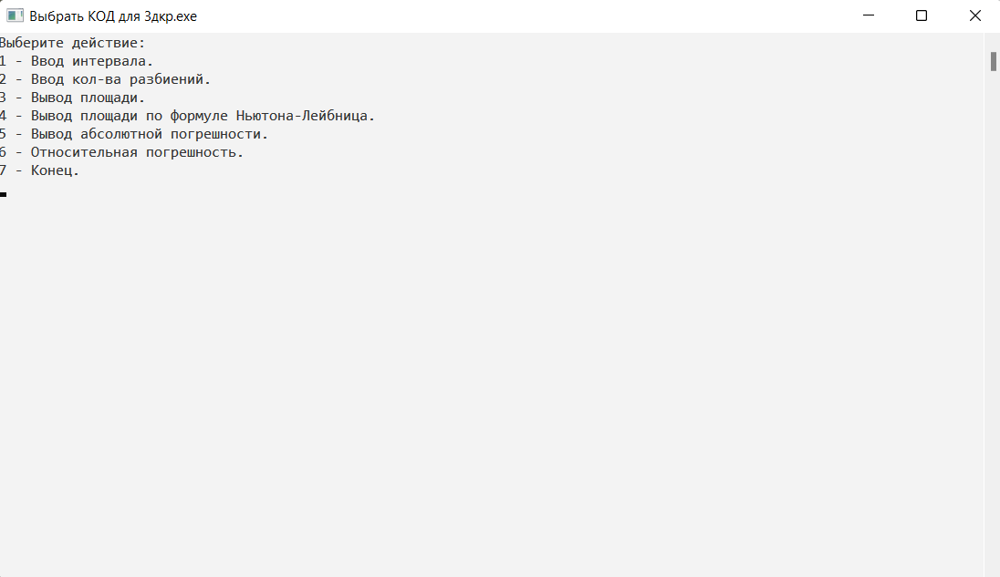 Выбрать КОД для 3дкр.exe
Выберите действие:
1 - Ввод интервала.
2 - Ввод кол-ва разбиений.
3 - Вывод площади.
4 - Вывод площади по формуле Ньютона-Лейбница.
5 - Вывод абсолютной погрешности.
6 - Относительная погрешность.
7 - Конец.